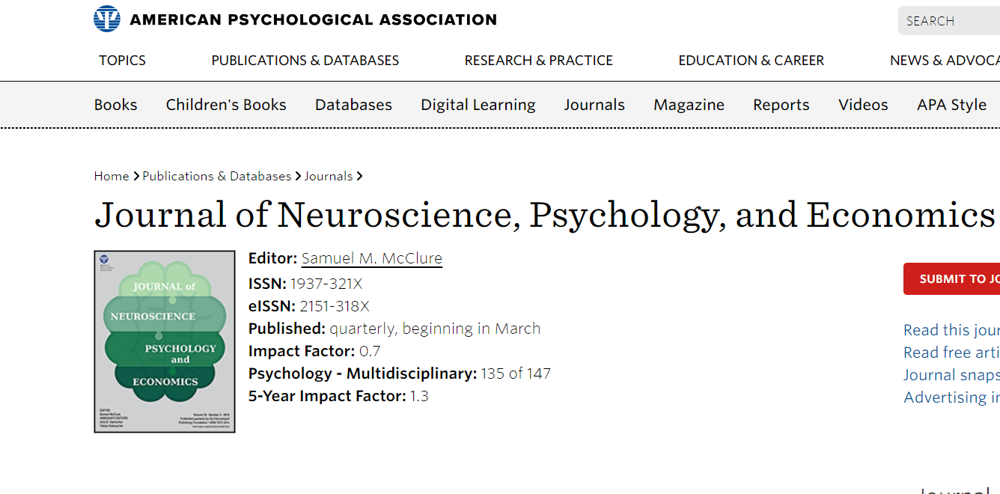 AMERICAN PSYCHOLOGICAL ASSOCIATION
SEARCH
TOPICS PUBLICATIONS & DATABASES RESEARCH & PRACTICE EDUCATION & CAREER NEWS & ADVOCA
Books Children's Books Databases Digital Learning Journals Magazine Reports Videos APA Style
Home > Publications & Databases > Journals >
Journal of Neuroscience, Psychology, and Economics
JOURNAL of
NEUROSCIENCE
PSYCHOLOGY
and
ECONOMICS
Editor: Samuel M. McClure
ISSN: 1937-321X
eISSN: 2151-318X
Published: quarterly, beginning in March
Impact Factor: 0.7
Psychology - Multidisciplinary: 135 of 147
5-Year Impact Factor: 1.3
SUBMIT TO JO
Read this jour
Read free arti
Journal snaps
Advertising in
Journal